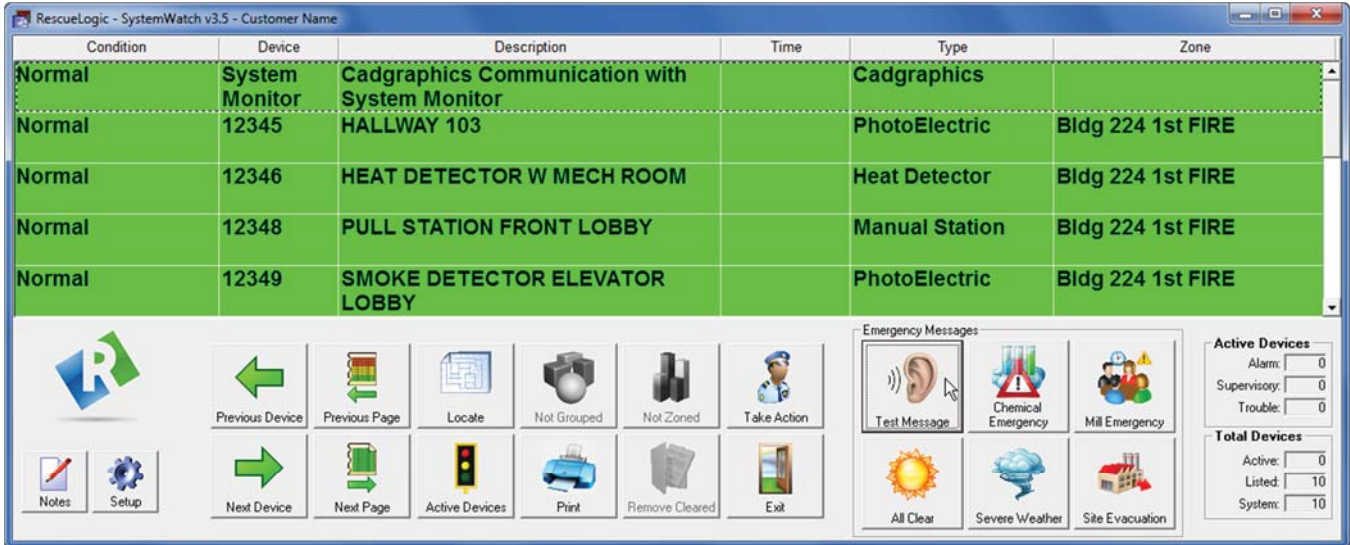 RescueLogic - SystemWatch v3.5 - Customer Name
Condition Device Description Time Type Zone
Normal System Monitor Cadgraphics Communication with System Monitor Cadgraphics
Normal 12345 HALLWAY 103 PhotoElectric Bldg 224 1st FIRE
Normal 12346 HEAT DETECTOR W MECH ROOM Heat Detector Bldg 224 1st FIRE
Normal 12348 PULL STATION FRONT LOBBY Manual Station Bldg 224 1st FIRE
Normal 12349 SMOKE DETECTOR ELEVATOR LOBBY PhotoElectric Bldg 224 1st FIRE
R
Notes Setup
Previous Device Previous Page Locate Not Grouped Not Zoned Take Action
Next Device Next Page Active Devices Print Remove Cleared Exit
Emergency Messages
Test Message Chemical Emergency Mill Emergency
All Clear Severe Weather Site Evacuation
Active Devices
Alarm: 0
Supervisory: 0
Trouble: 0
Total Devices
Active: 0
Listed: 10
System: 10